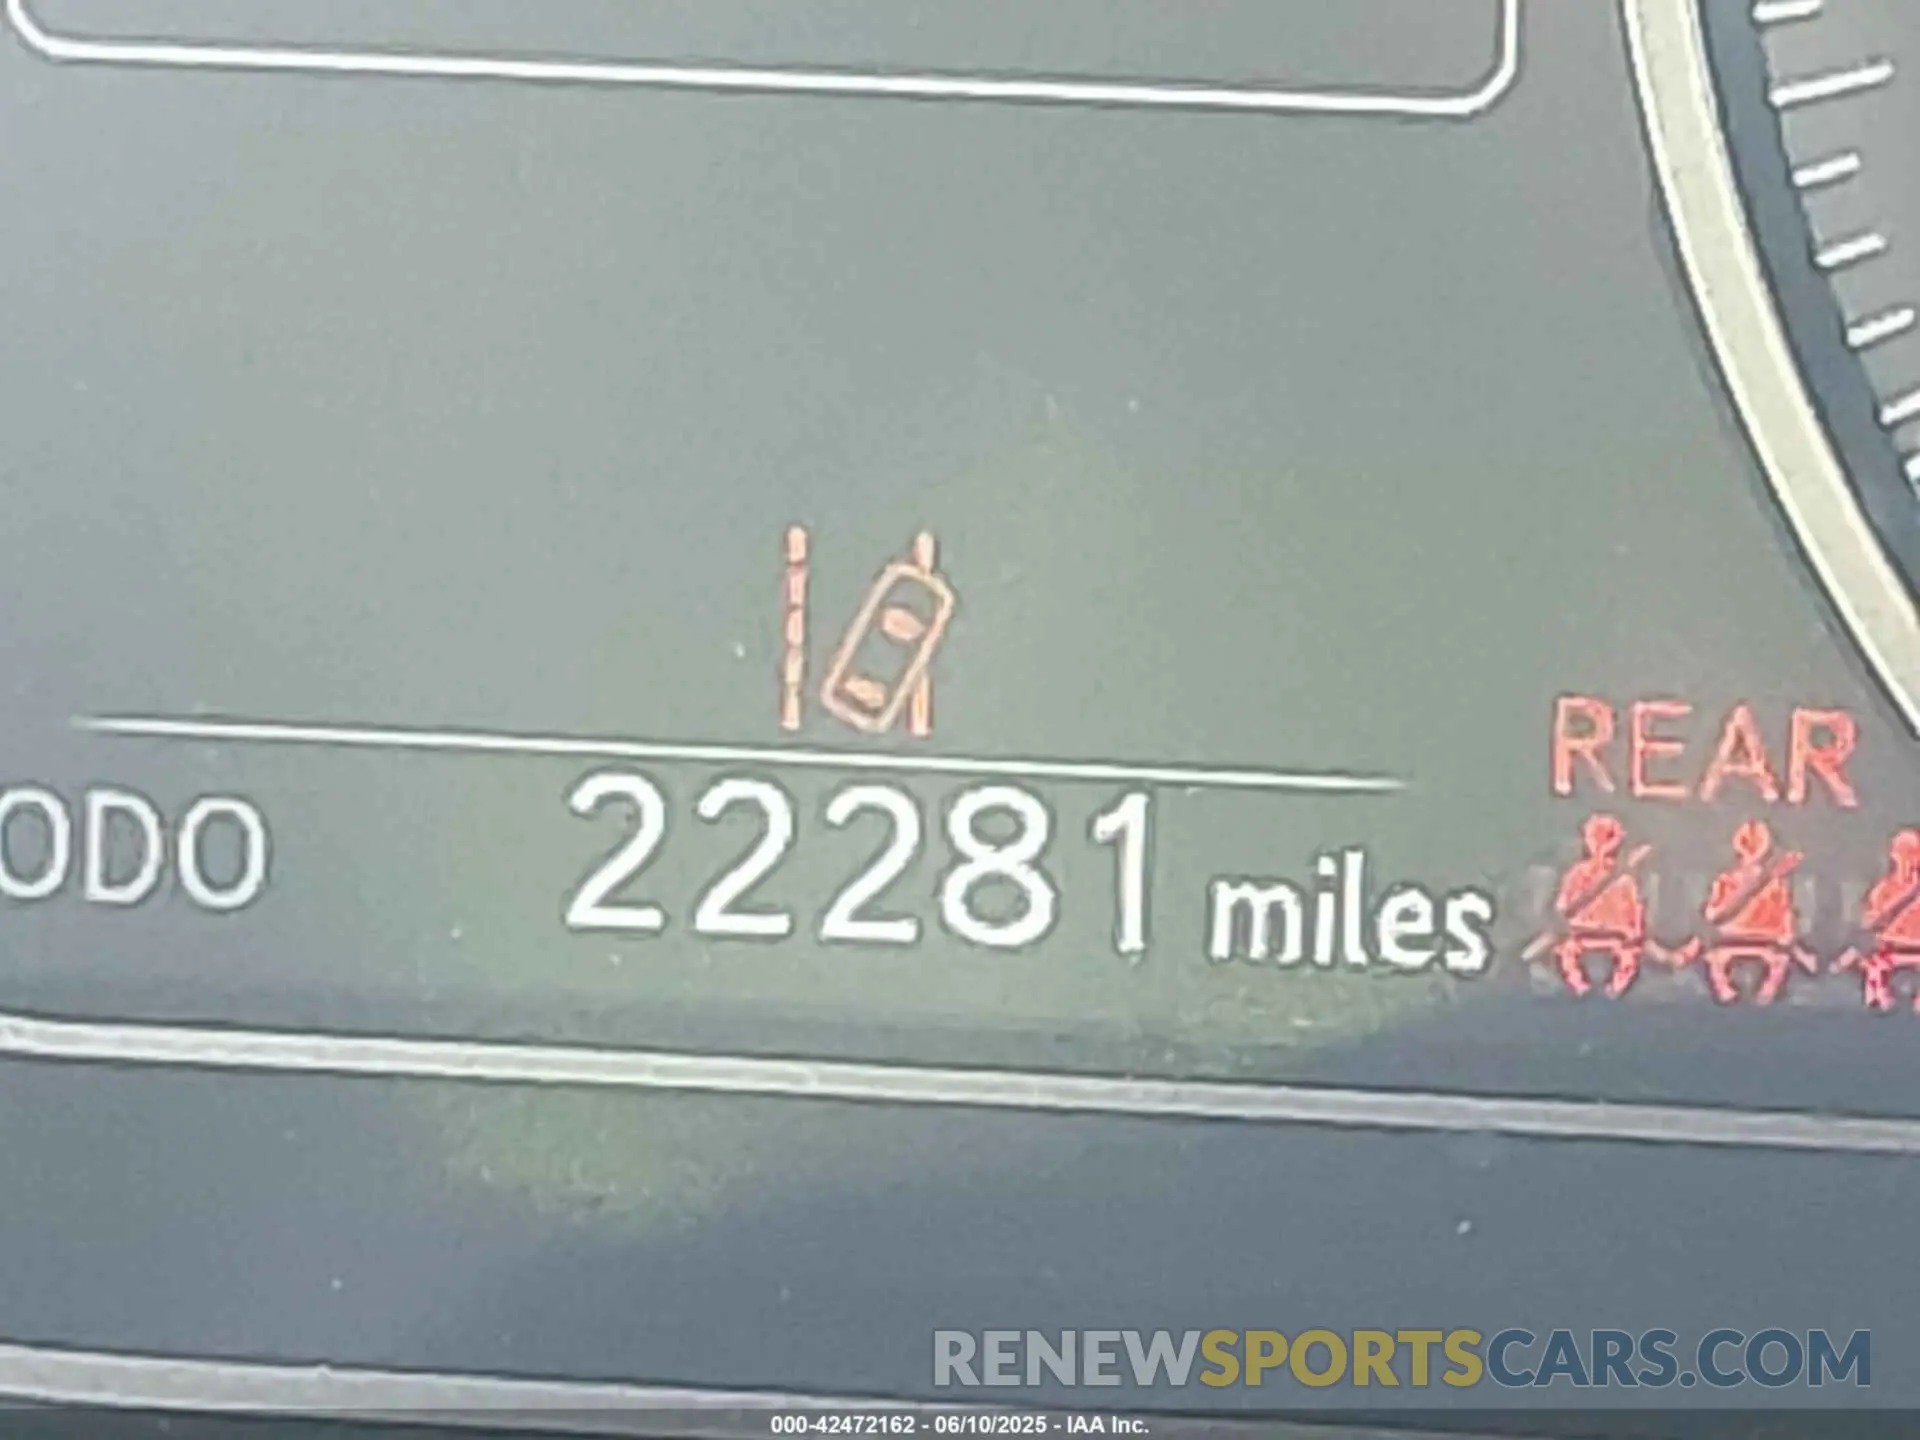 REAR
ODO 22281 miles
RENEWSPORTSCARS.COM
000-42472162 - 06/10/2025 - IAA Inc.